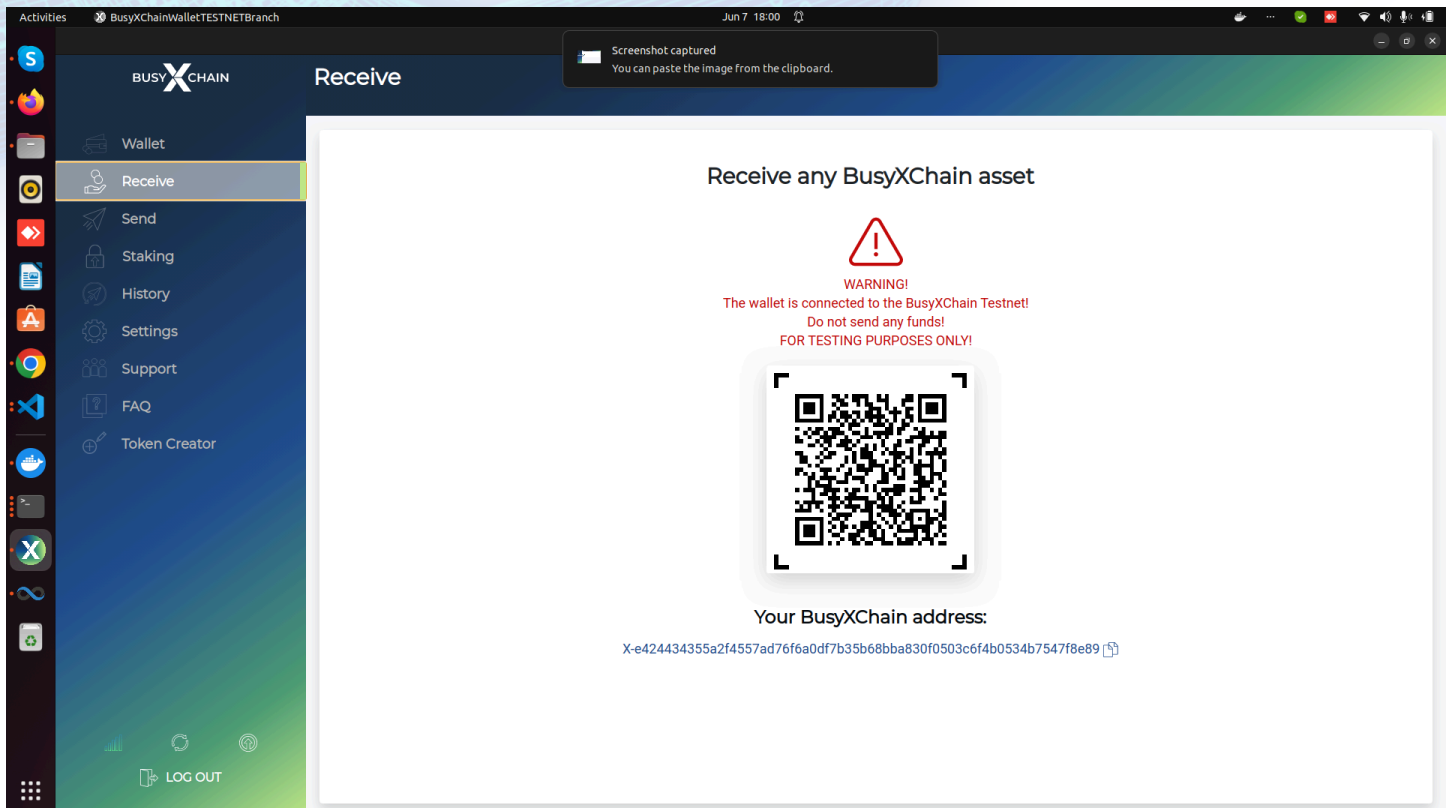 Activities BusyXChainWalletTESTNETBranch Jun 7 18:00
Screenshot captured
You can paste the image from the clipboard.
BUSYXCHAIN
Receive
Wallet
Receive
Send
Staking
History
Settings
Support
FAQ
Token Creator
LOG OUT
Receive any BusyXChain asset
WARNING!
The wallet is connected to the BusyXChain Testnet!
Do not send any funds!
FOR TESTING PURPOSES ONLY!
Your BusyXChain address:
X-e424434355a2f4557ad76f6a0df7b35b68bba830f0503c6f4b0534b7547f8e89